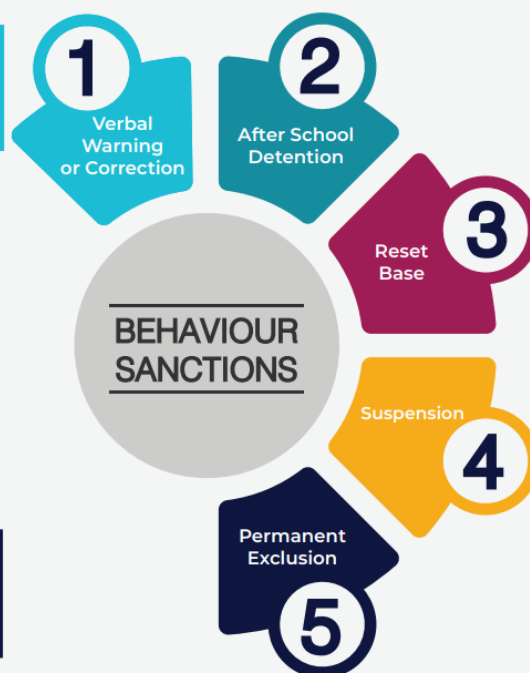 1
Verbal
Warning
or Correction
2
After School
Detention
3
Reset
Base
BEHAVIOUR
SANCTIONS
Suspension
4
Permanent
Exclusion
5